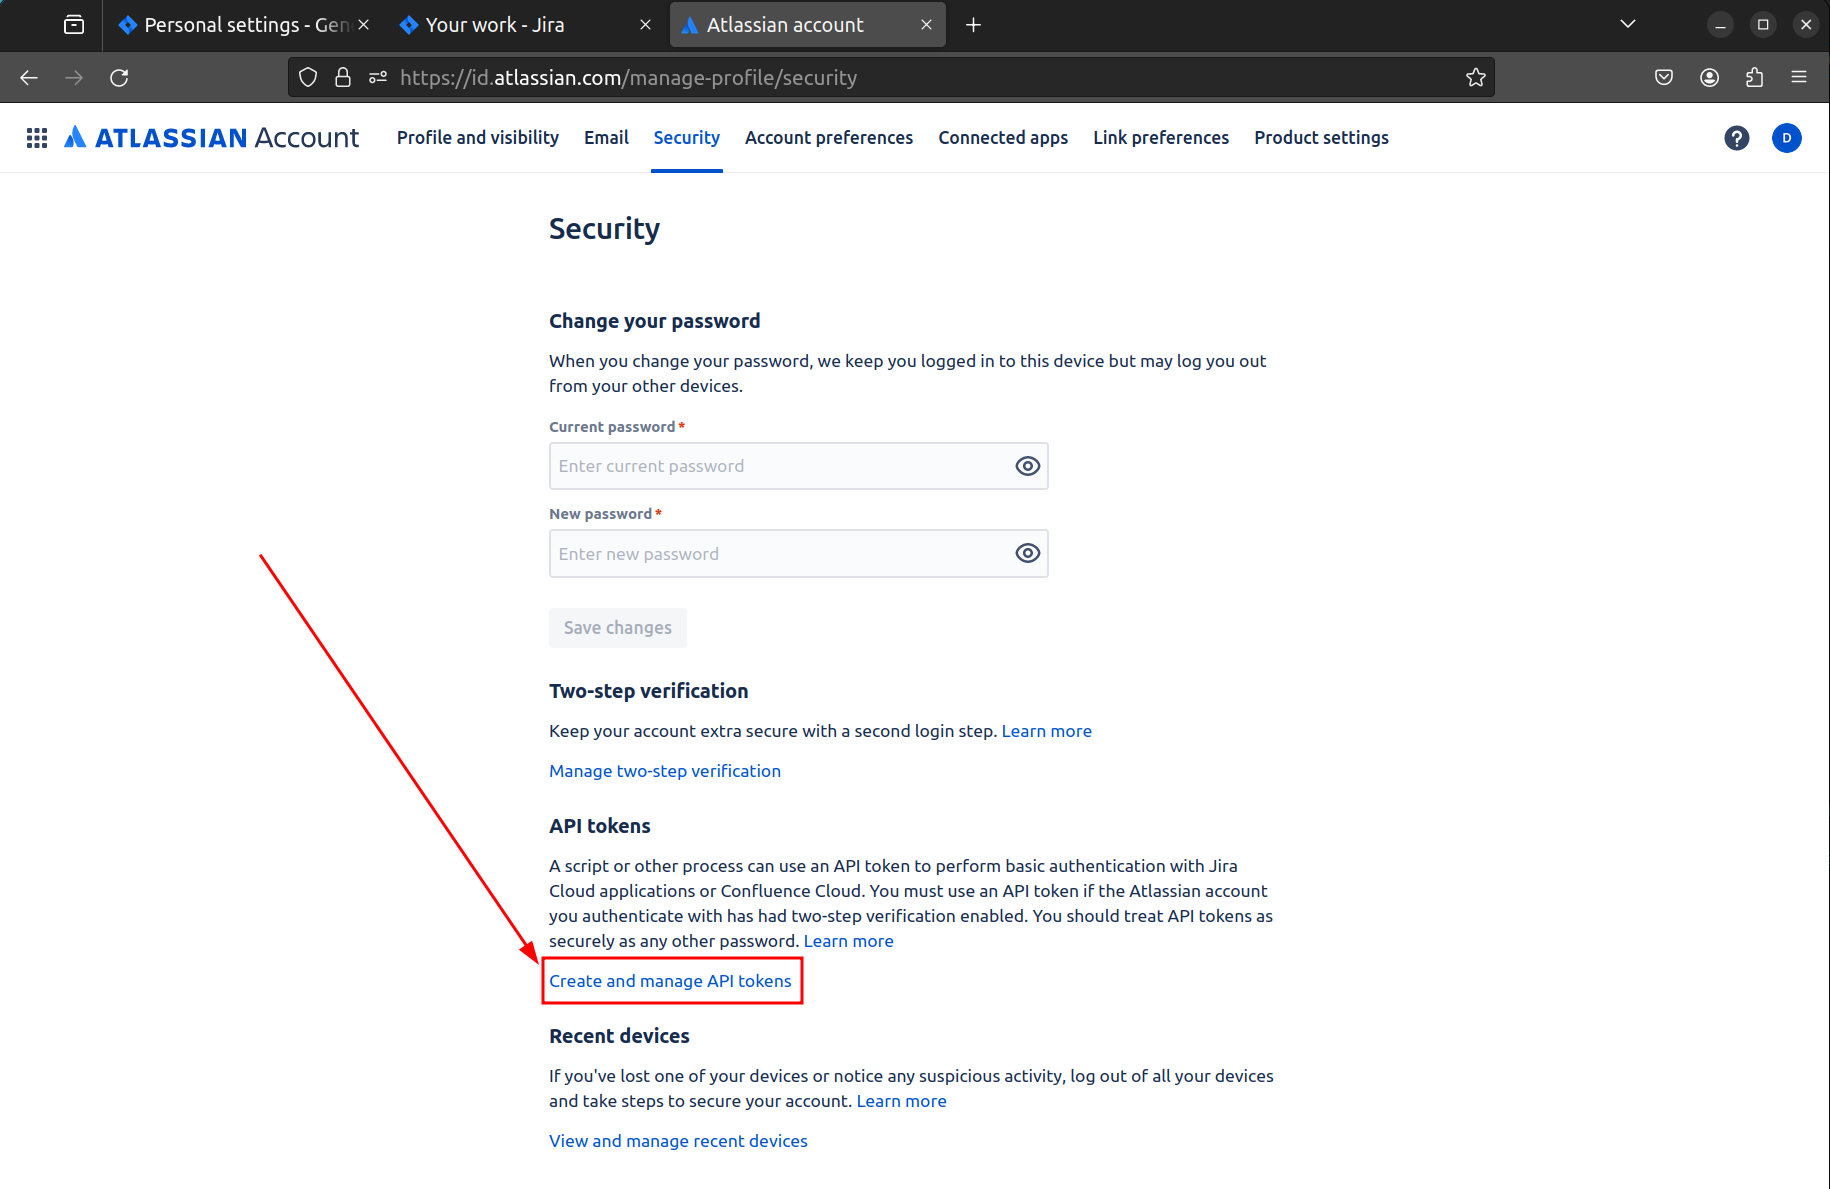 Personal settings - Gen
Your work - Jira
Atlassian account
https://id.atlassian.com/manage-profile/security
ATLASSIAN Account
Profile and visibility
Email
Security
Account preferences
Connected apps
Link preferences
Product settings
?
D
Security
Change your password
When you change your password, we keep you logged in to this device but may log you out
from your other devices.
Current password *
Enter current password
New password *
Enter new password
Save changes
Two-step verification
Keep your account extra secure with a second login step. Learn more
Manage two-step verification
API tokens
A script or other process can use an API token to perform basic authentication with Jira
Cloud applications or Confluence Cloud. You must use an API token if the Atlassian account
you authenticate with has had two-step verification enabled. You should treat API tokens as
securely as any other password. Learn more
Create and manage API tokens
Recent devices
If you've lost one of your devices or notice any suspicious activity, log out of all your devices
and take steps to secure your account. Learn more
View and manage recent devices